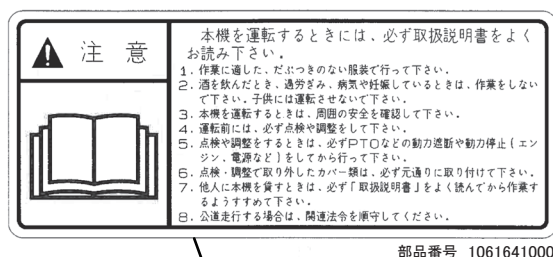 注 意
本機を運転するときには、必ず取扱説明書をよく
お読み下さい．
1．作業に適した、だぶつきのない服装で行って下さい．
2．酒を飲んだとき、過労ぎみ、病気や妊娠しているときは、作業をしない
で下さい．子供には運転させないで下さい．
3．本機を運転するときは、周囲の安全を確認して下さい．
4．運転前には、必ず点検や調整をして下さい．
5．点検や調整をするときは、必ずPTOなどの動力遮断や動力停止（エン
ジン、電源など）をしてから行って下さい．
6．点検・調整で取り外したカバー類は、必ず元通りに取り付けて下さい．
7．他人に本機を貸すときは、必ず「取扱説明書」をよく読んでから作業す
るようすすめて下さい．
8．公道走行する場合は、関連法令を順守してください．
部品番号 1061641000